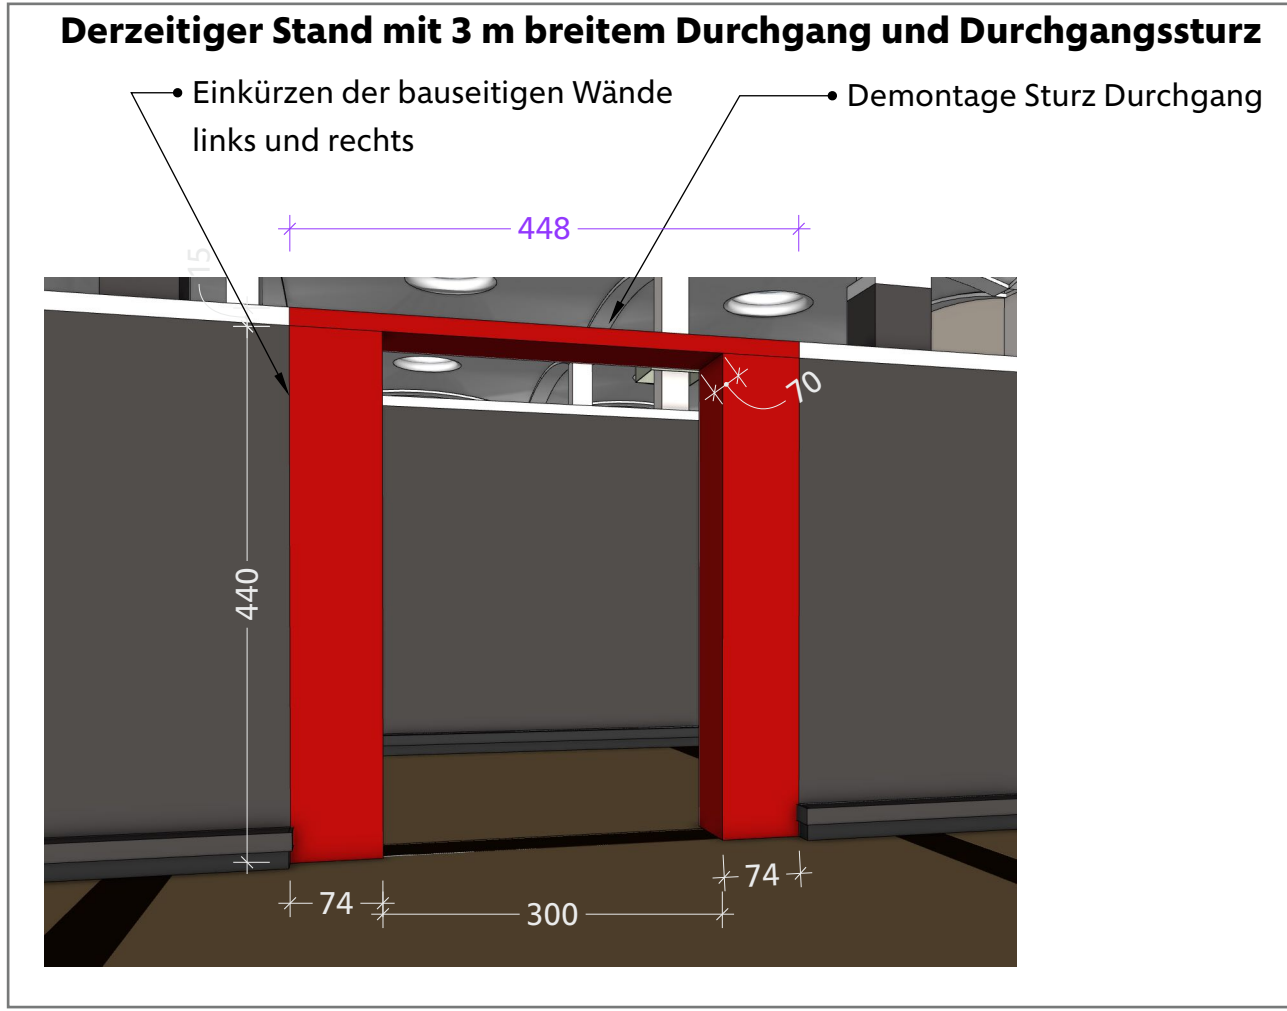 Derzeitiger Stand mit 3 m breitem Durchgang und Durchgangssturz
Einkürzen der bauseitigen Wände
links und rechts
Demontage Sturz Durchgang
448
15
70
440
74
300
74